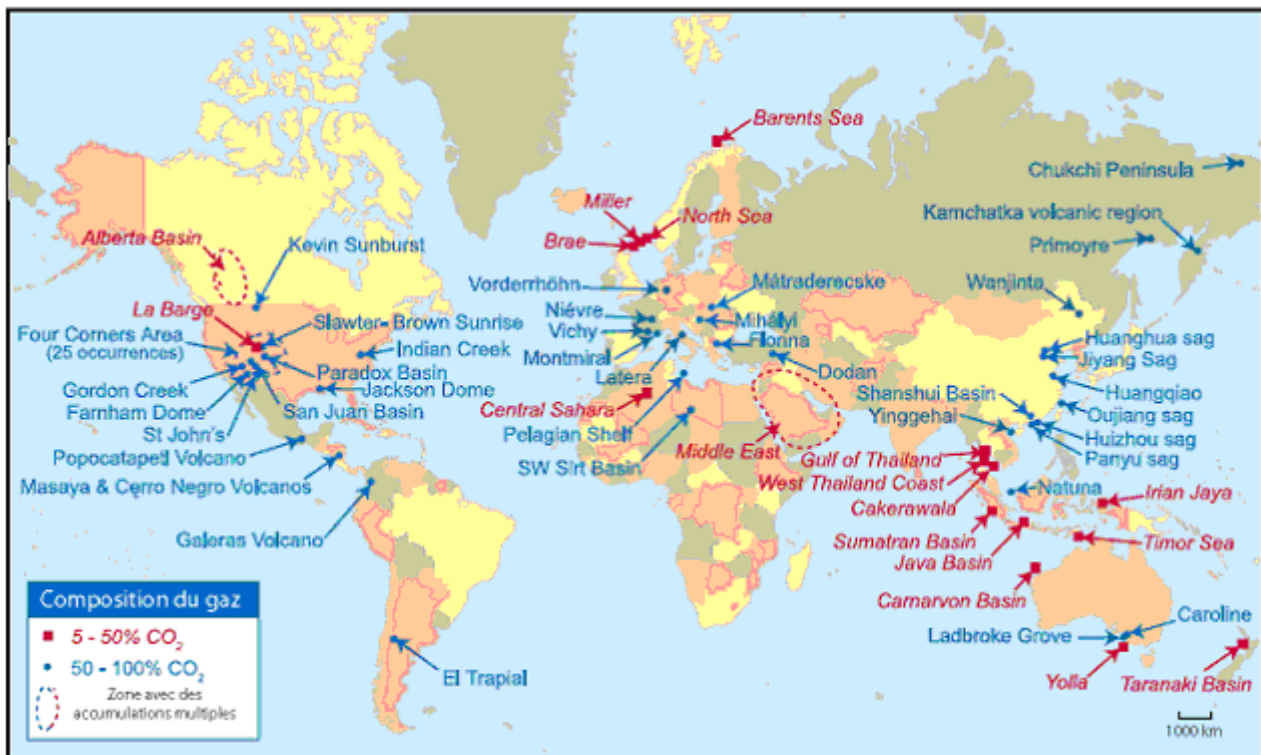 Barents Sea
Chukchi Peninsula
Miller
North Sea
Kamchatka volcanic region
Alberta Basin
Kevin Sunburst
Brae
Primoyre
Vorderrhöhn
Mátraderecske
Wanjinta
La Barge
Niévre
Slawter- Brown Sunrise
Mihályi
Four Corners Area
(25 occurrences)
Vichy
Huanghua sag
Indian Creek
Montmiral
Florina
Jiyang Sag
Paradox Basin
Latera
Dodan
Gordon Creek
Jackson Dome
Shanshui Basin
Huangqiao
Farnham Dome
San Juan Basin
Central Sahara
Yinggehai
Oujiang sag
St John's
Pelagian Shelf
Middle East
Huizhou sag
Popocatapetl Volcano
Gulf of Thailand
Panyu sag
SW Sirt Basin
West Thailand Coast
Masaya & Cerro Negro Volcanos
Cakerawala
Natuna
Irian Jaya
Galeras Volcano
Sumatran Basin
Timor Sea
Java Basin
Composition du gaz
5 - 50% CO₂
50 - 100% CO₂
Zone avec des
accumulations multiples
Carnarvon Basin
Caroline
Ladbroke Grove
El Trapial
Yolla
Taranaki Basin
1000 km